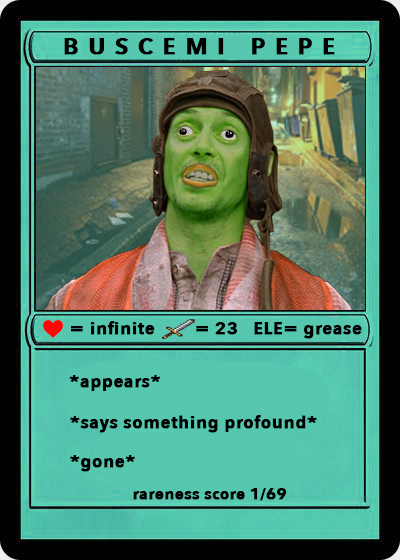 BUSCEMI PEPE
= infinite = 23 ELE= grease
*appears*
*says something profound*
*gone*
rareness score 1/69